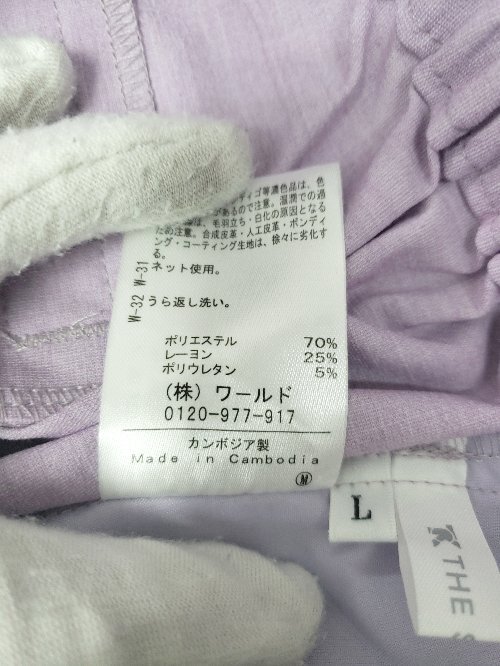 ディゴ等濃色品は、色
があるので注意。湿潤での過
は、毛羽立ち・白化の原因となる
ため注意。合成皮革・人工皮革・ボンディ
ング・コーティング生地は、徐々に劣化す
る。
W-31
ネット使用。
W-32
うら返し洗い。
ポリエステル 70%
レーヨン 25%
ポリウレタン 5%
(株) ワールド
0120-977-917
カンボジア製
Made in Cambodia
M
L
THE S